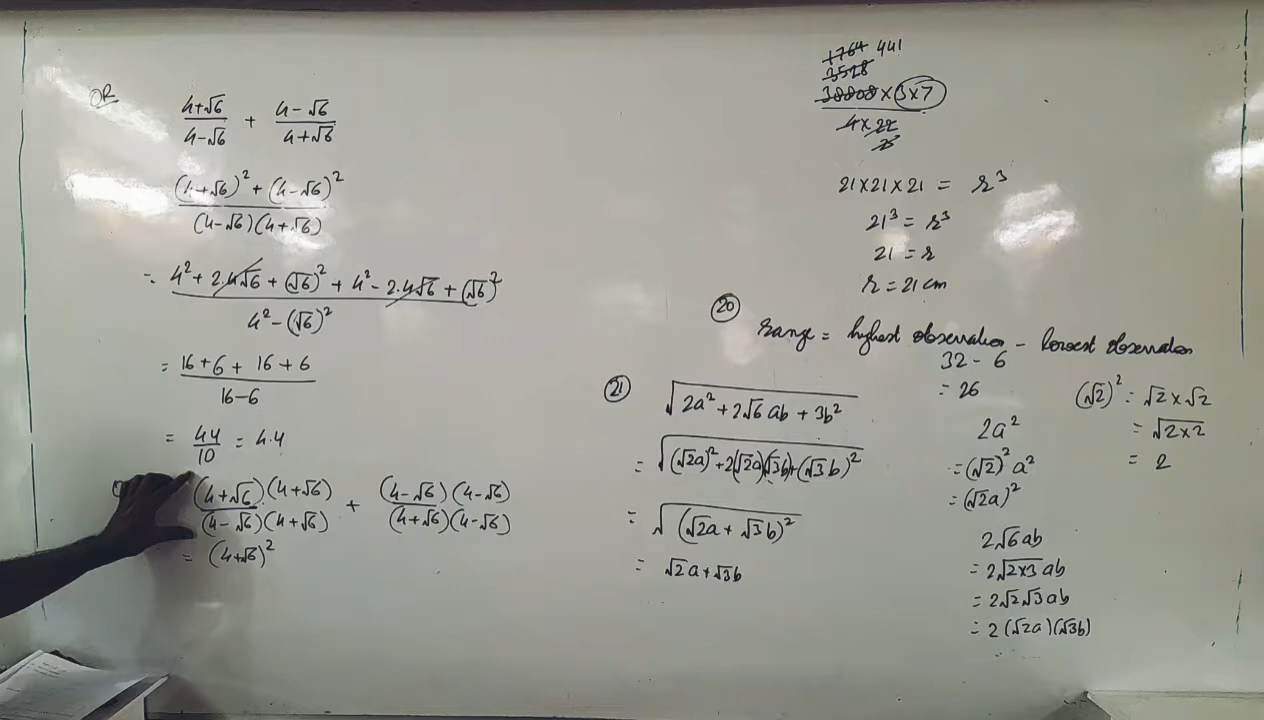 OR
4+√6/4-√6 + 4-√6/4+√6
(4+√6)² + (4-√6)² / (4-√6)(4+√6)
= 4² + 2.4√6 + (√6)² + 4² - 2.4√6 + (√6)² / 4² - (√6)²
= 16+6+ 16+6 / 16-6
= 44/10 = 4.4
(4+√6)(4+√6)/(4-√6)(4+√6) + (4-√6)(4-√6)/(4+√6)(4-√6)
= (4+√6)²
1764 441
3528
38808 × 3×7
4×22
21×21×21 = r³
21³ = r³
21 = r
r = 21 cm
20
range = highest observation - lowest observation
32 - 6
= 26
21
√2a² + 2√6 ab + 3b²
= √(√2a)² + 2(√2a)(√3b) + (√3b)²
= √(√2a + √3b)²
= √2a + √3b
2a²
= (√2)² a²
= (√2a)²
2√6ab
= 2√2×3 ab
= 2√2√3ab
= 2(√2a)(√3b)
(√2)² = √2 × √2
= √2×2
= 2